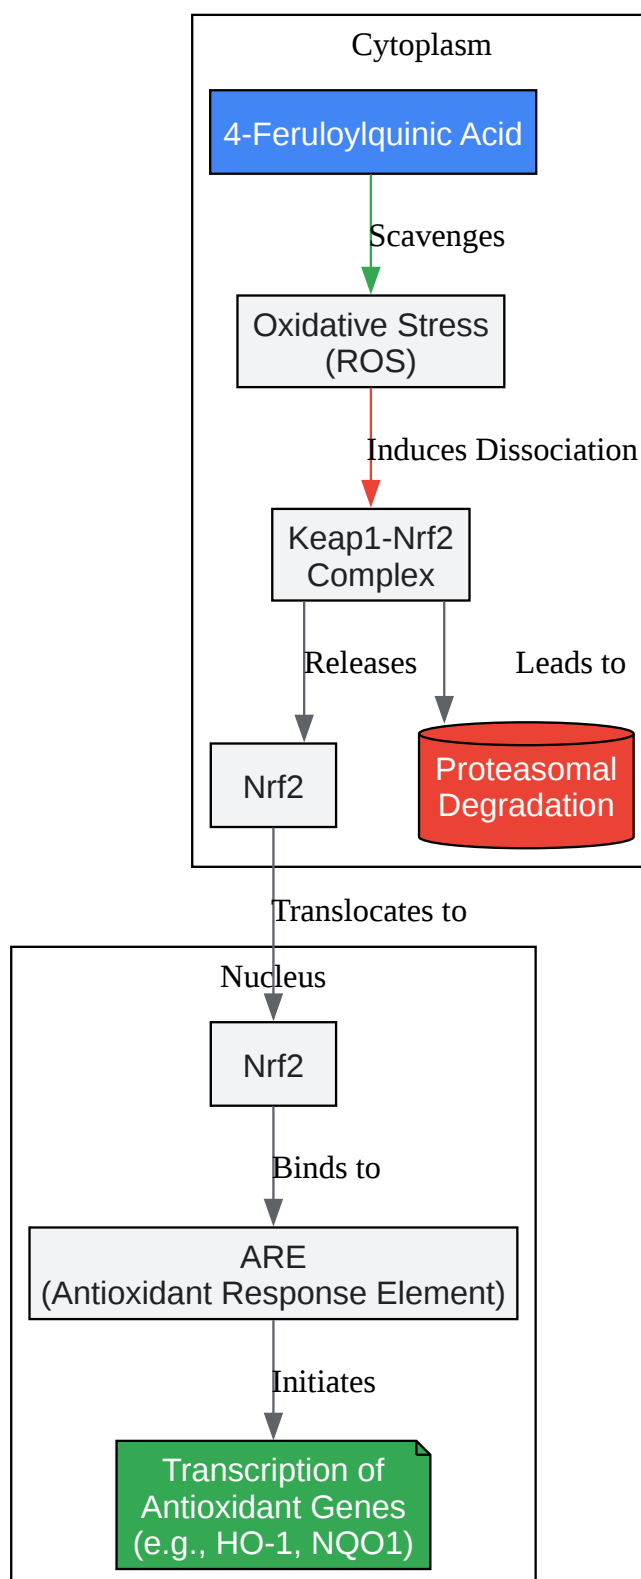 Cytoplasm
4-Feruloylquinic Acid
Scavenges
Oxidative Stress
(ROS)
Induces Dissociation
Keap1-Nrf2
Complex
Releases
Leads to
Nrf2
Proteasomal
Degradation
Translocates to
Nucleus
Nrf2
Binds to
ARE
(Antioxidant Response Element)
Initiates
Transcription of
Antioxidant Genes
(e.g., HO-1, NQO1)